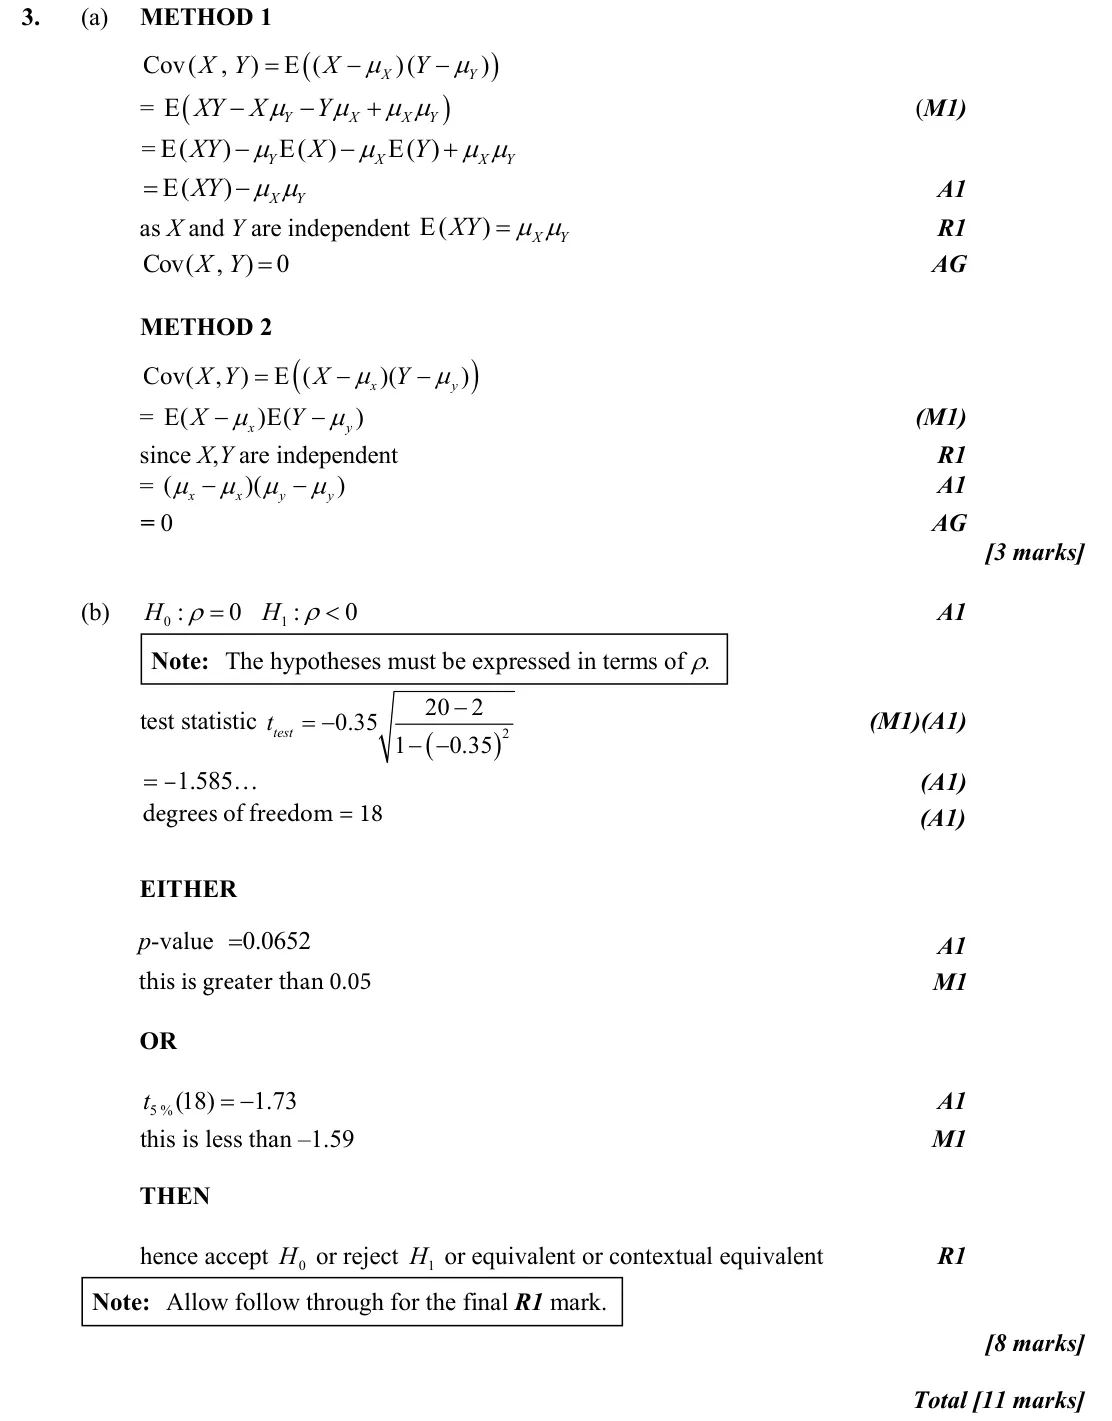 3. (a) METHOD 1
Cov(X , Y) = E((X − μ_X)(Y − μ_Y))
= E(XY − Xμ_Y − Yμ_X + μ_Xμ_Y) (M1)
= E(XY) − μ_YE(X) − μ_XE(Y) + μ_Xμ_Y
= E(XY) − μ_Xμ_Y A1
as X and Y are independent E(XY) = μ_Xμ_Y R1
Cov(X , Y) = 0 AG
METHOD 2
Cov(X,Y) = E((X − μ_x)(Y − μ_y))
= E(X − μ_x)E(Y − μ_y) (M1)
since X,Y are independent R1
= (μ_x − μ_x)(μ_y − μ_y) A1
= 0 AG
[3 marks]
(b) H_0 : ρ = 0 H_1 : ρ < 0 A1
Note: The hypotheses must be expressed in terms of ρ.
test statistic t_test = −0.35√((20 − 2)/(1 − (−0.35)^2)) (M1)(A1)
= –1.585… (A1)
degrees of freedom = 18 (A1)
EITHER
p-value =0.0652 A1
this is greater than 0.05 M1
OR
t_5%(18) = −1.73 A1
this is less than –1.59 M1
THEN
hence accept H_0 or reject H_1 or equivalent or contextual equivalent R1
Note: Allow follow through for the final R1 mark.
[8 marks]
Total [11 marks]